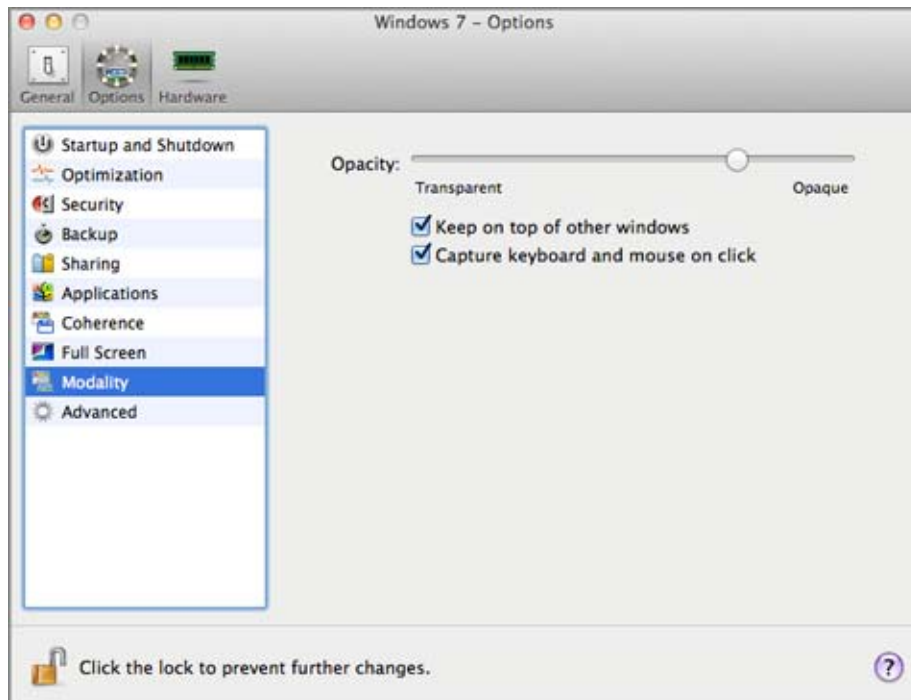 Windows 7 – Options
General Options Hardware
Startup and Shutdown
Optimization
Security
Backup
Sharing
Applications
Coherence
Full Screen
Modality
Advanced
Opacity:
Transparent Opaque
Keep on top of other windows
Capture keyboard and mouse on click
Click the lock to prevent further changes.
?